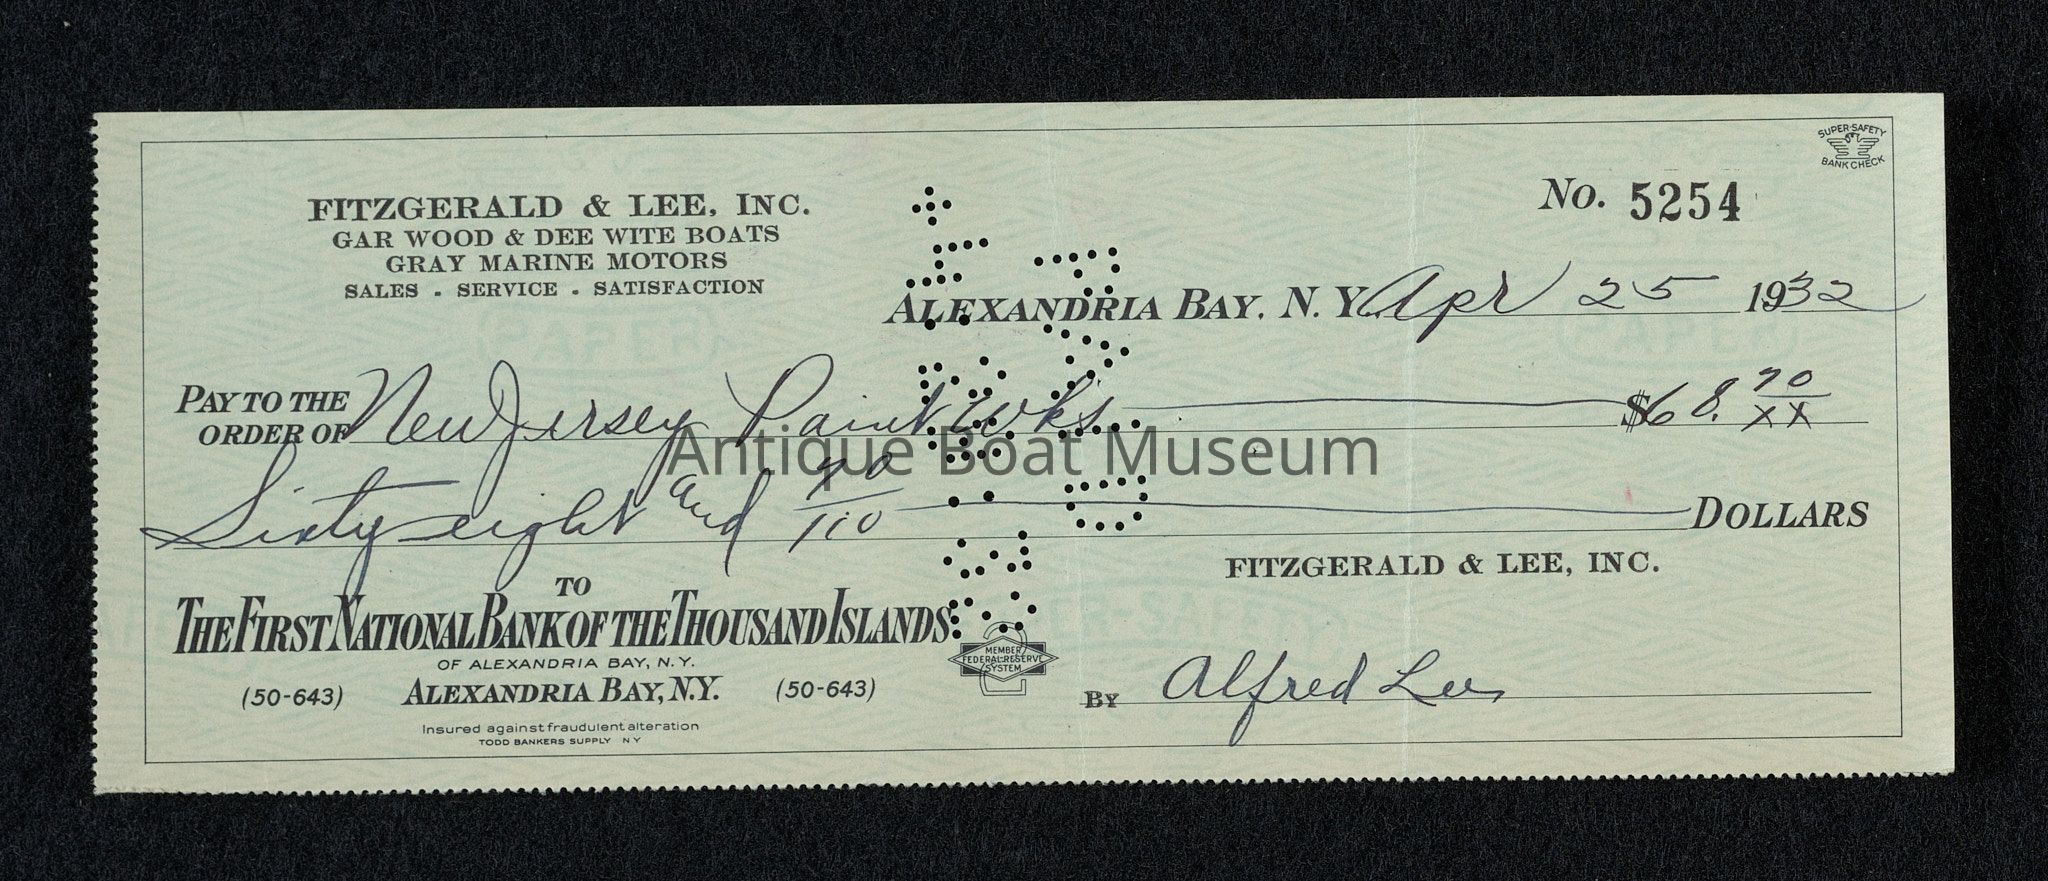 SUPER-SAFETY
BANK CHECK
No. 5254
FITZGERALD & LEE, INC.
GAR WOOD & DEE WITE BOATS
GRAY MARINE MOTORS
SALES . SERVICE . SATISFACTION
ALEXANDRIA BAY, N. Y. Apr 25 1932
PAY TO THE
ORDER OF New Jersey Paint Wks $68.70/XX
Antique Boat Museum
Sixty eight and 70/100 DOLLARS
FITZGERALD & LEE, INC.
TO
THE FIRST NATIONAL BANK OF THE THOUSAND ISLANDS
OF ALEXANDRIA BAY, N.Y.
MEMBER
FEDERAL RESERVE
SYSTEM
(50-643) ALEXANDRIA BAY, N.Y. (50-643)
BY Alfred Lee
Insured against fraudulent alteration
TODD BANKERS SUPPLY NY